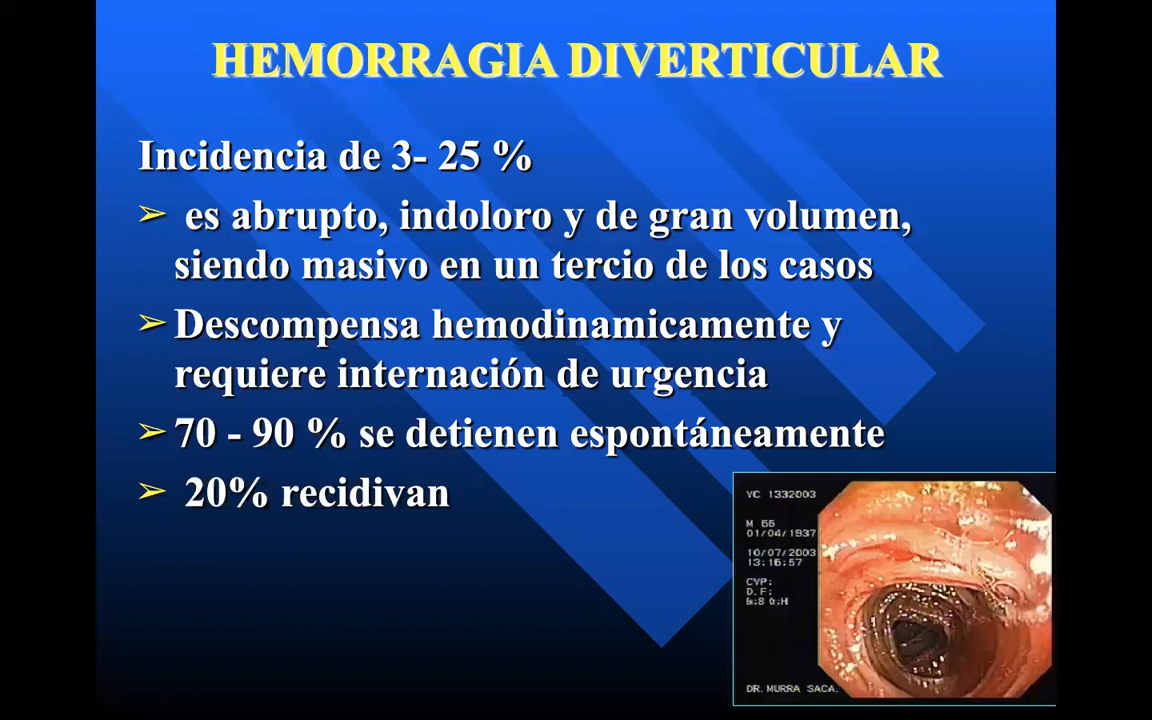 HEMORRAGIA DIVERTICULAR
Incidencia de 3- 25 %
➢ es abrupto, indoloro y de gran volumen,
siendo masivo en un tercio de los casos
➢ Descompensa hemodinamicamente y
requiere internación de urgencia
➢ 70 - 90 % se detienen espontáneamente
➢ 20% recidivan
VC 1332003
M 66
01/04/1937
10/07/2003
13:16:57
CVP:
D.F:
DR.MURRA SACA.